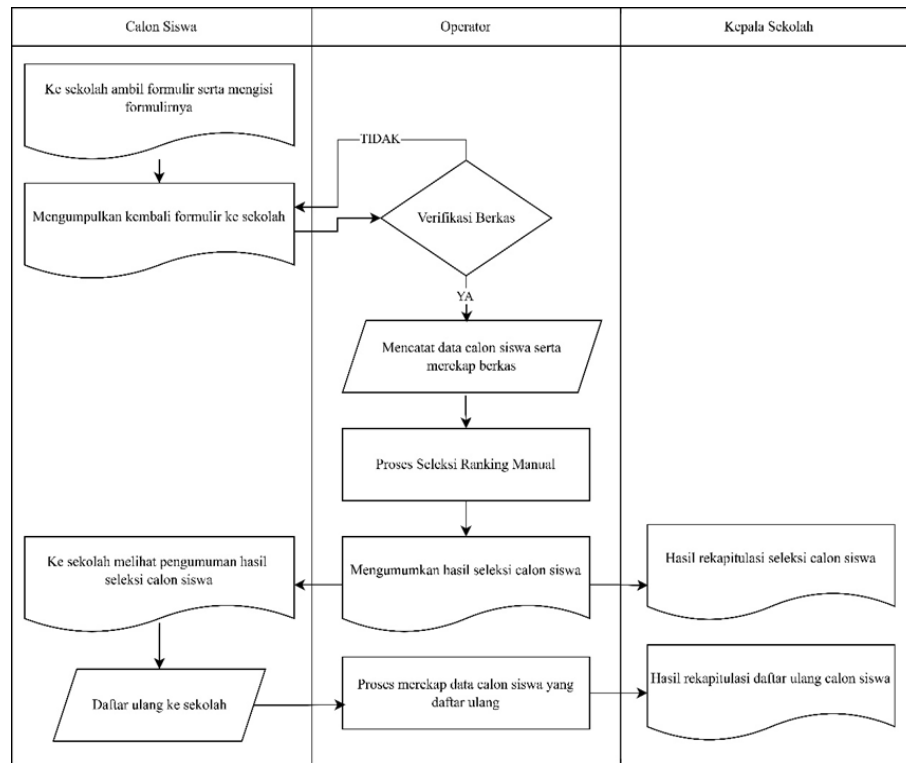 Calon Siswa
Operator
Kepala Sekolah
Ke sekolah ambil formulir serta mengisi
formulirnya
TIDAK
Mengumpulkan kembali formulir ke sekolah
Verifikasi Berkas
YA
Mencatat data calon siswa serta
merekap berkas
Proses Seleksi Ranking Manual
Ke sekolah melihat pengumuman hasil
seleksi calon siswa
Mengumumkan hasil seleksi calon siswa
Hasil rekapitulasi seleksi calon siswa
Daftar ulang ke sekolah
Proses merekap data calon siswa yang
daftar ulang
Hasil rekapitulasi daftar ulang calon siswa